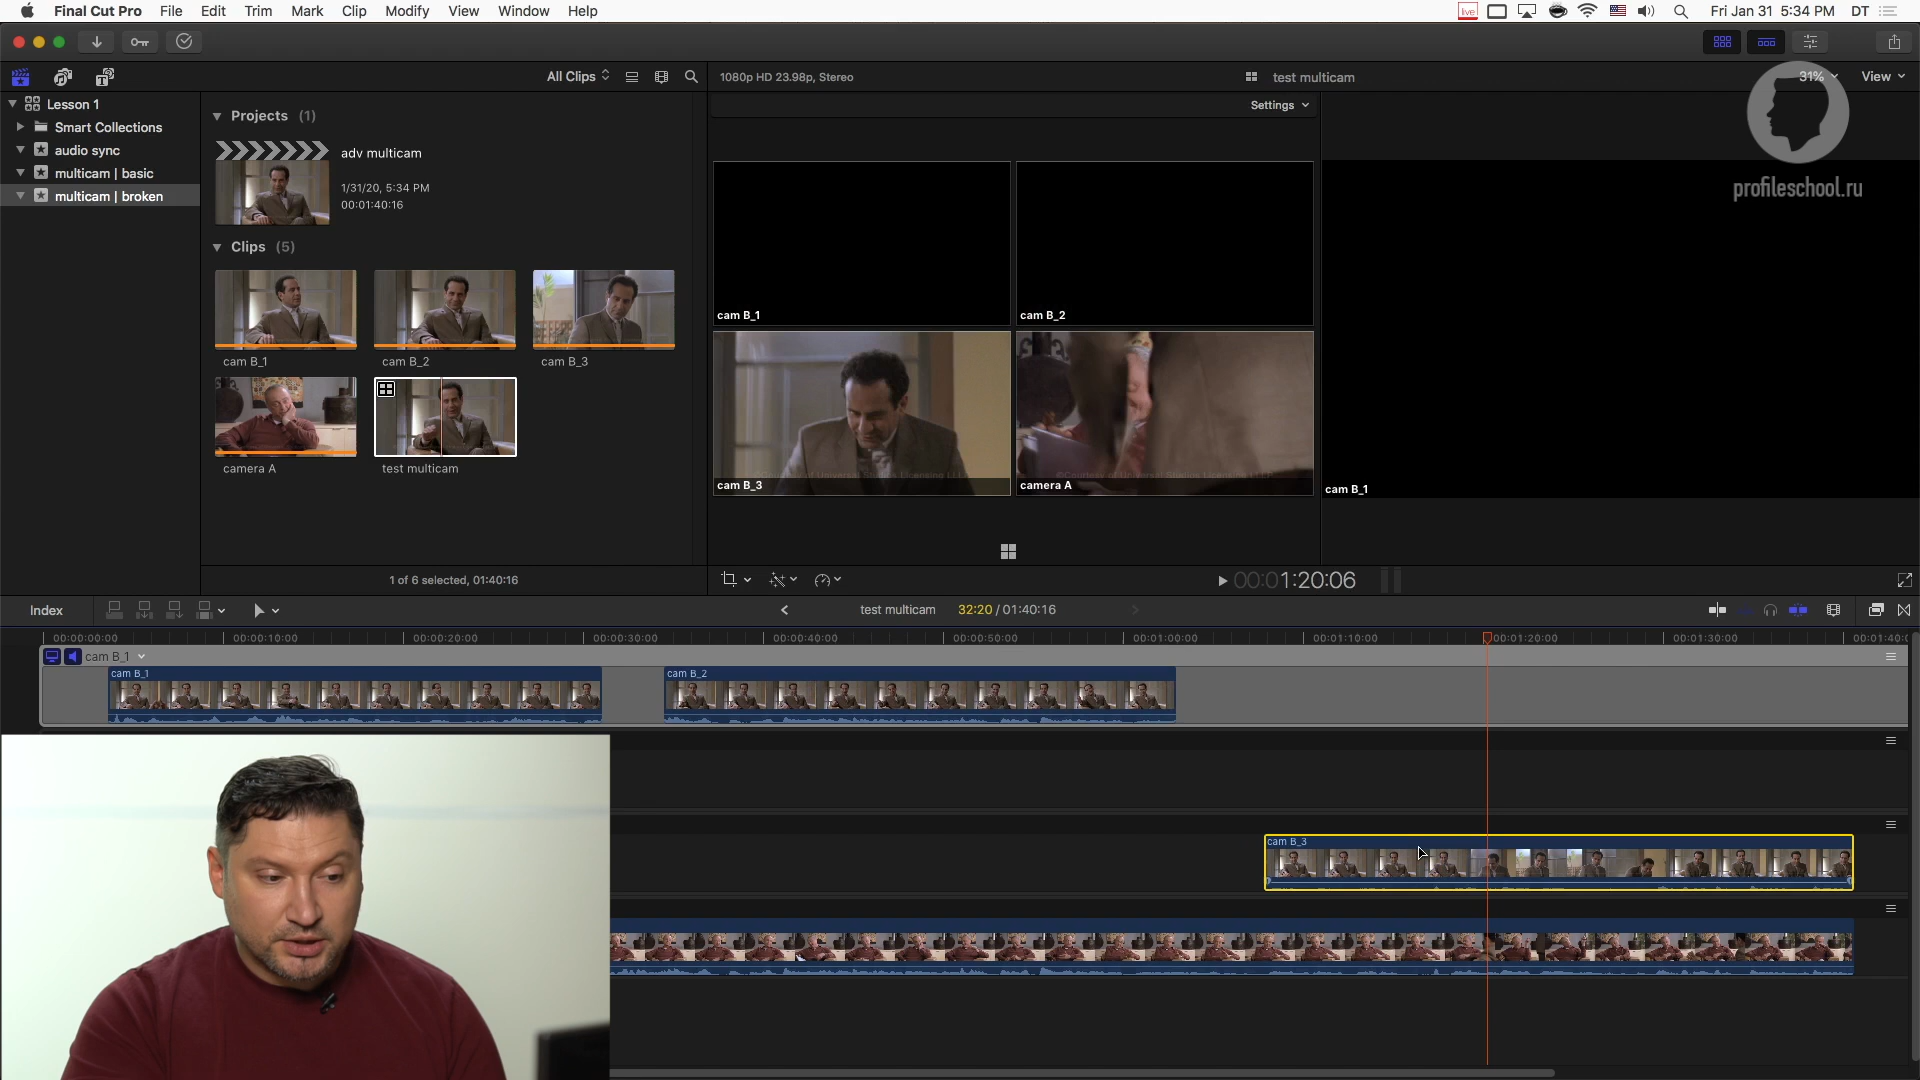 Final Cut Pro File Edit Trim Mark Clip Modify View Window Help
live Fri Jan 31 5:34 PM DT
All Clips 1080p HD 23.98p, Stereo test multicam 31% View
Lesson 1
Smart Collections
audio sync
multicam | basic
multicam | broken
Projects (1)
adv multicam
1/31/20, 5:34 PM
00:01:40:16
Clips (5)
cam B_1 cam B_2 cam B_3
camera A test multicam
1 of 6 selected, 01:40:16
Settings
cam B_1 cam B_2
cam B_3 camera A
cam B_1
profileschool.ru
00:01:20:06
Index test multicam 32:20 / 01:40:16
00:00:00:00 00:00:10:00 00:00:20:00 00:00:30:00 00:00:40:00 00:00:50:00 00:01:00:00 00:01:10:00 00:01:20:00 00:01:30:00
cam B_1
cam B_1 cam B_2
cam B_3